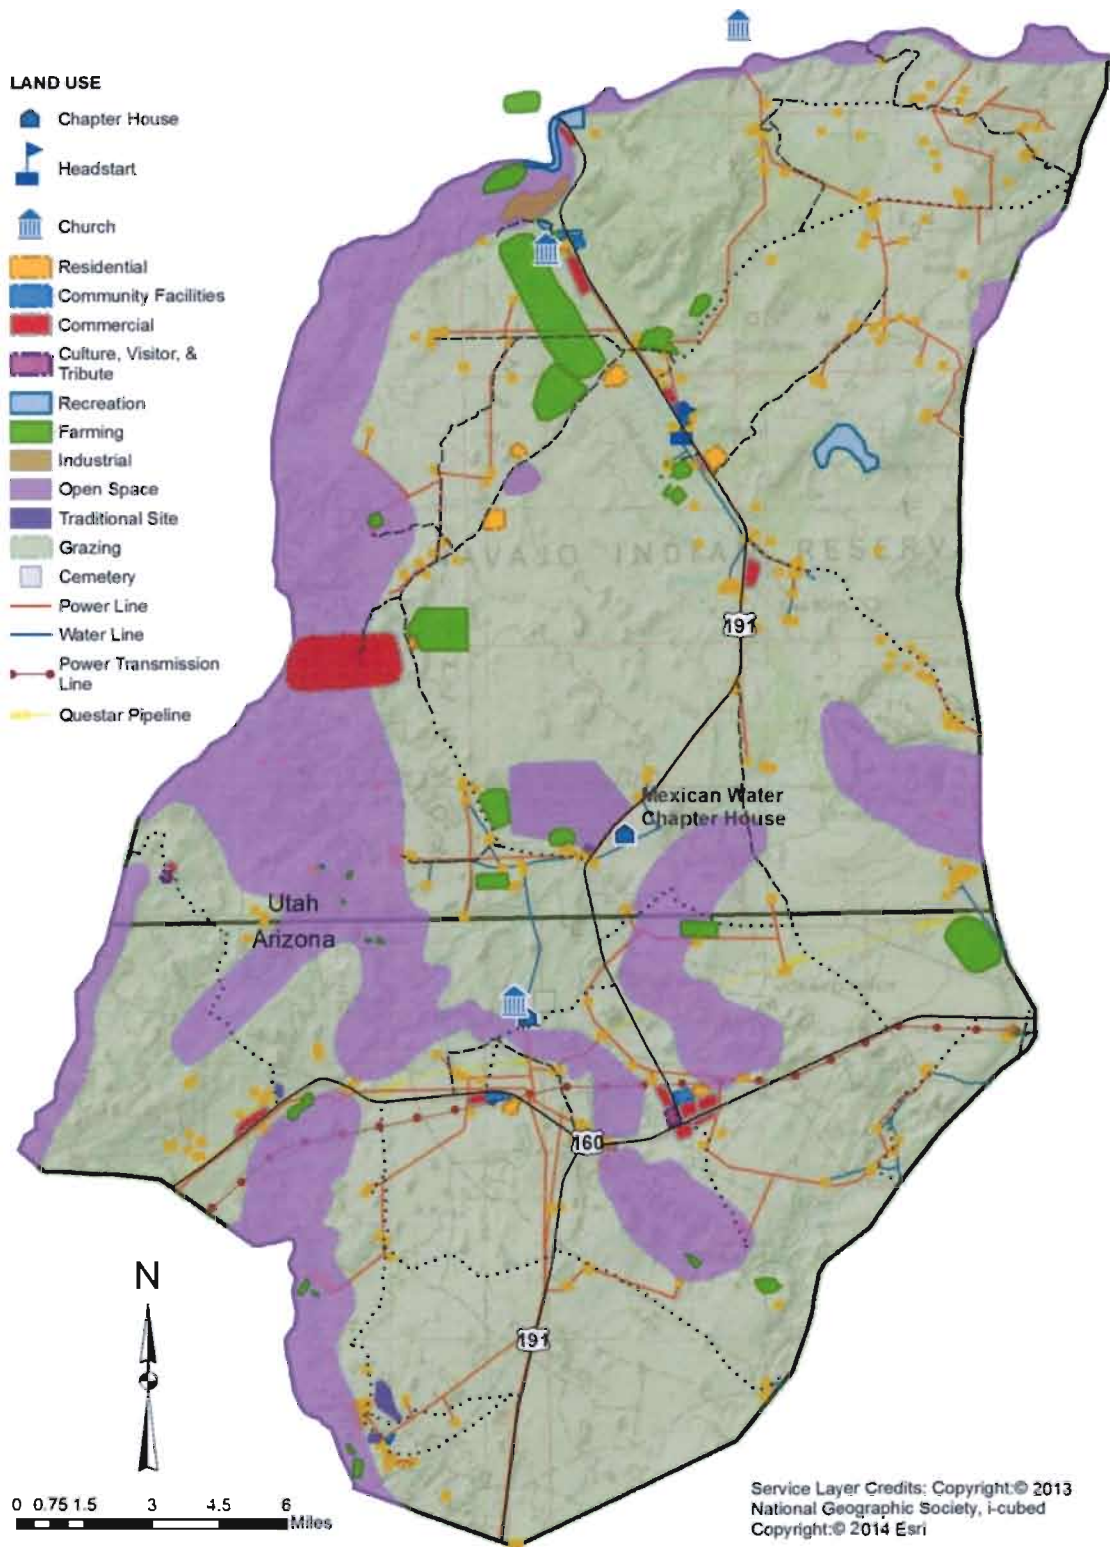 LAND USE
Chapter House
Headstart
Church
Residential
Community Facilities
Commercial
Culture, Visitor, &
Tribute
Recreation
Farming
Industrial
Open Space
Traditional Site
Grazing
Cemetery
Power Line
Water Line
Power Transmission
Line
Questar Pipeline
AVAJO INDIA RESERV
191
Mexican Water
Chapter House
Utah
Arizona
160
191
N
0 0.75 1.5 3 4.5 6
Miles
Service Layer Credits: Copyright:© 2013
National Geographic Society, i-cubed
Copyright:© 2014 Esri